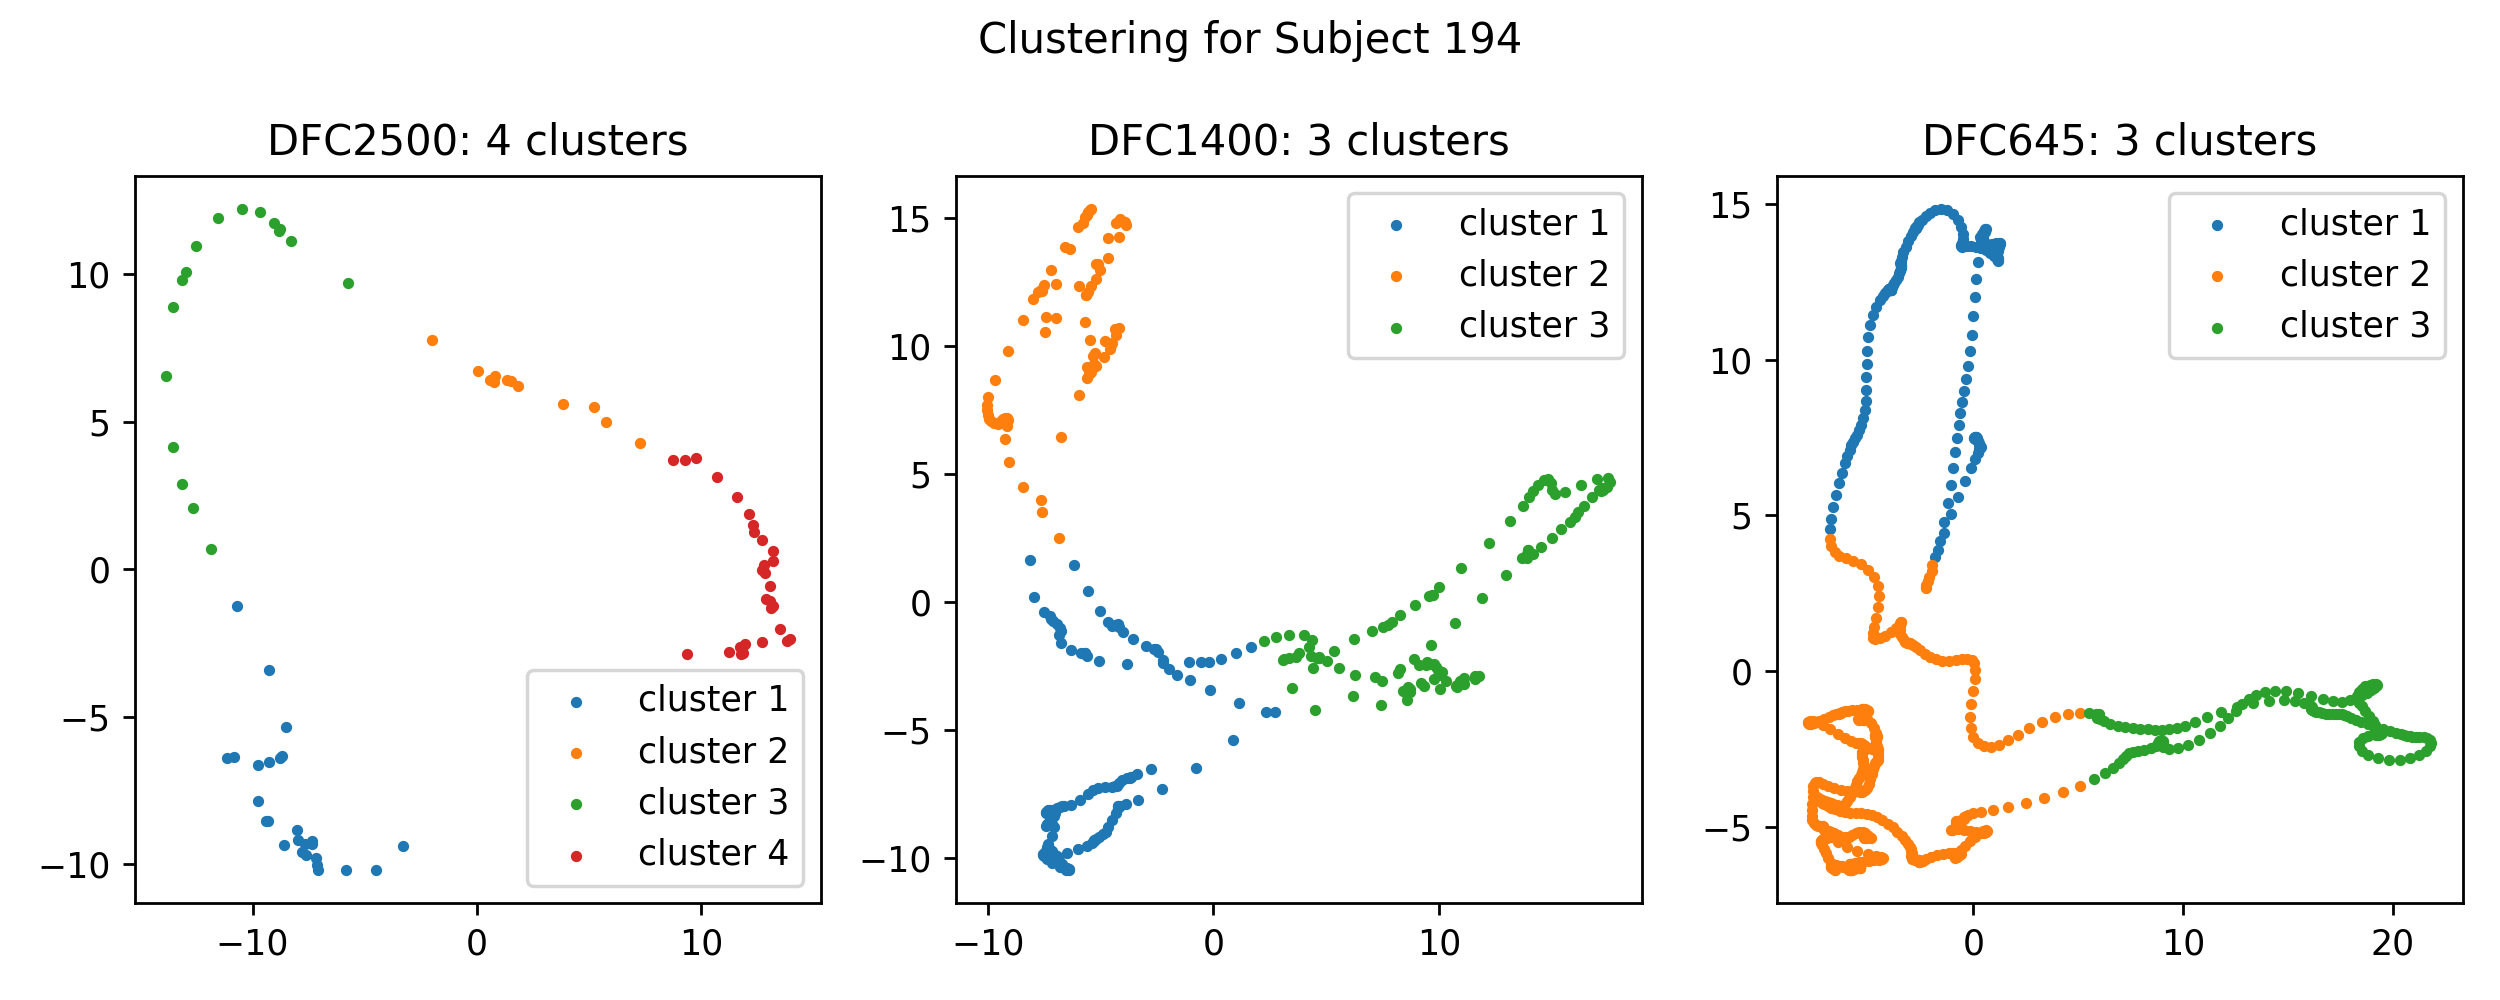 Clustering for Subject 194
DFC2500: 4 clusters
10
5
0
−5
−10
−10
0
10
cluster 1
cluster 2
cluster 3
cluster 4
DFC1400: 3 clusters
15
10
5
0
−5
−10
−10
0
10
cluster 1
cluster 2
cluster 3
DFC645: 3 clusters
15
10
5
0
−5
0
10
20
cluster 1
cluster 2
cluster 3